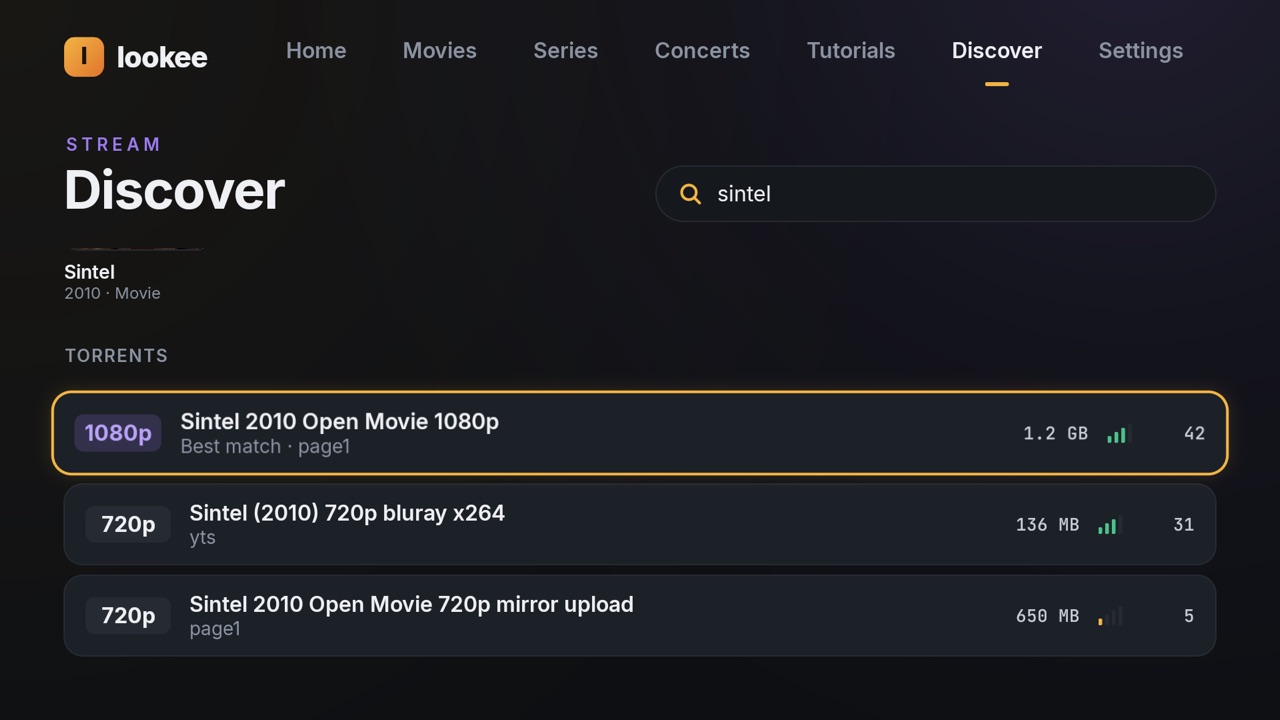 l lookee Home Movies Series Concerts Tutorials Discover Settings
STREAM
Discover
sintel
Sintel
2010 · Movie
TORRENTS
1080p Sintel 2010 Open Movie 1080p 1.2 GB 42
Best match · page1
720p Sintel (2010) 720p bluray x264 136 MB 31
yts
720p Sintel 2010 Open Movie 720p mirror upload 650 MB 5
page1